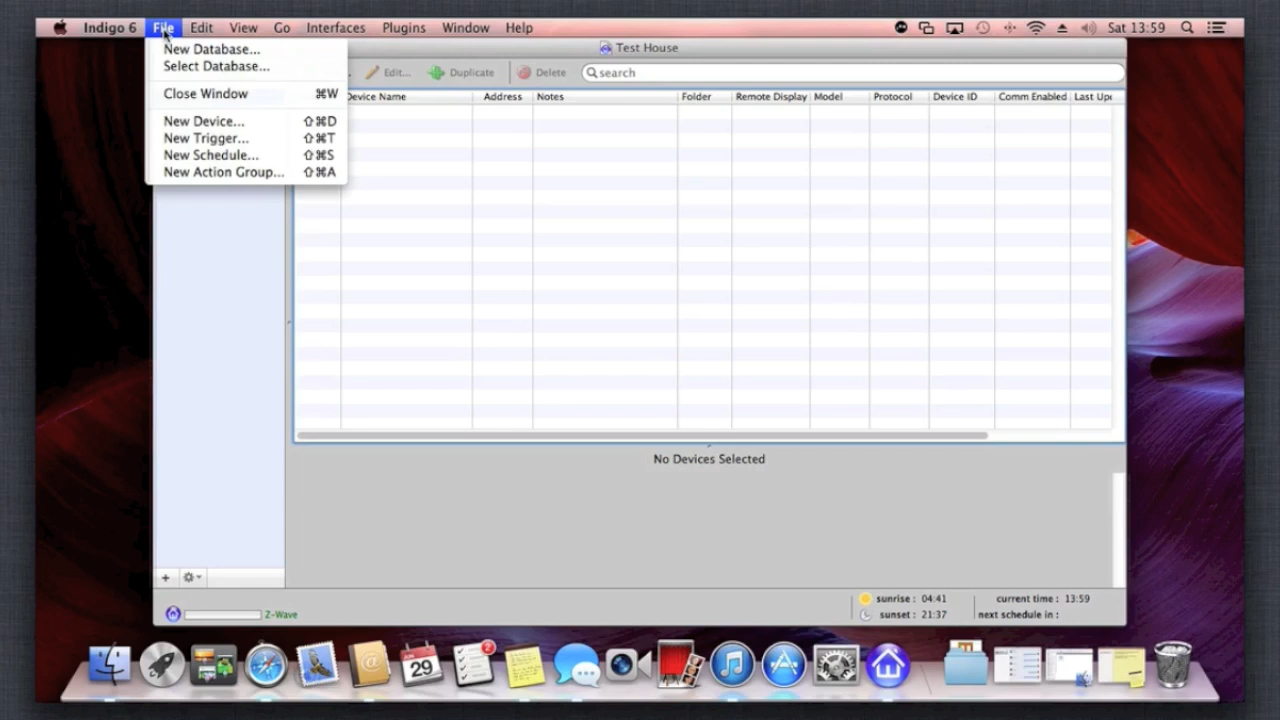 Indigo 6 File Edit View Go Interfaces Plugins Window Help Sat 13:59
Test House
New Database...
Select Database...
Close Window ⌘W
New Device... ⇧⌘D
New Trigger... ⇧⌘T
New Schedule... ⇧⌘S
New Action Group... ⇧⌘A
Edit... Duplicate Delete search
Device Name Address Notes Folder Remote Display Model Protocol Device ID Comm Enabled Last Up
No Devices Selected
Z-Wave
sunrise : 04:41 current time : 13:59
sunset : 21:37 next schedule in :
29
2